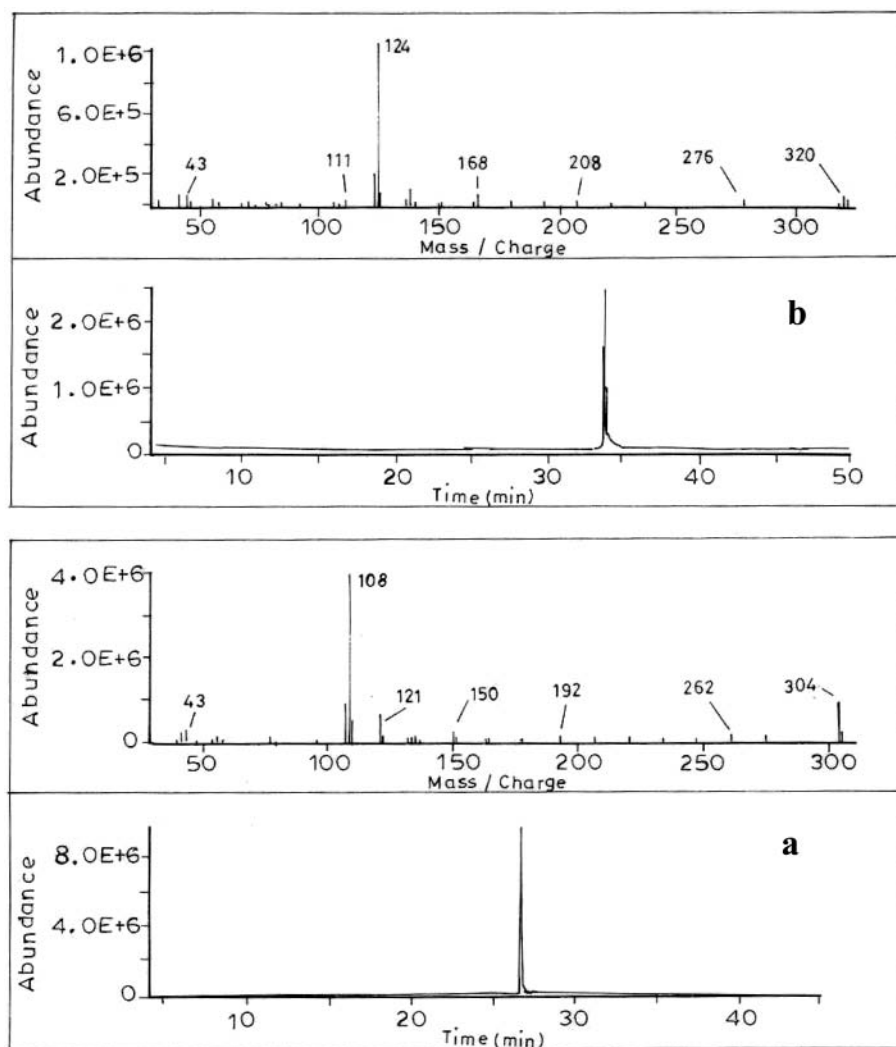 1.0E+6
6.0E+5
2.0E+5
Abundance
124
43
111
168
208
276
320
50 100 150 200 250 300
Mass / Charge
b
2.0E+6
1.0E+6
0
Abundance
10 20 30 40 50
Time (min)
4.0E+6
2.0E+6
0
Abundance
108
43
121
150
192
262
304
50 100 150 200 250 300
Mass / Charge
a
8.0E+6
4.0E+6
0
Abundance
10 20 30 40
Time (min)